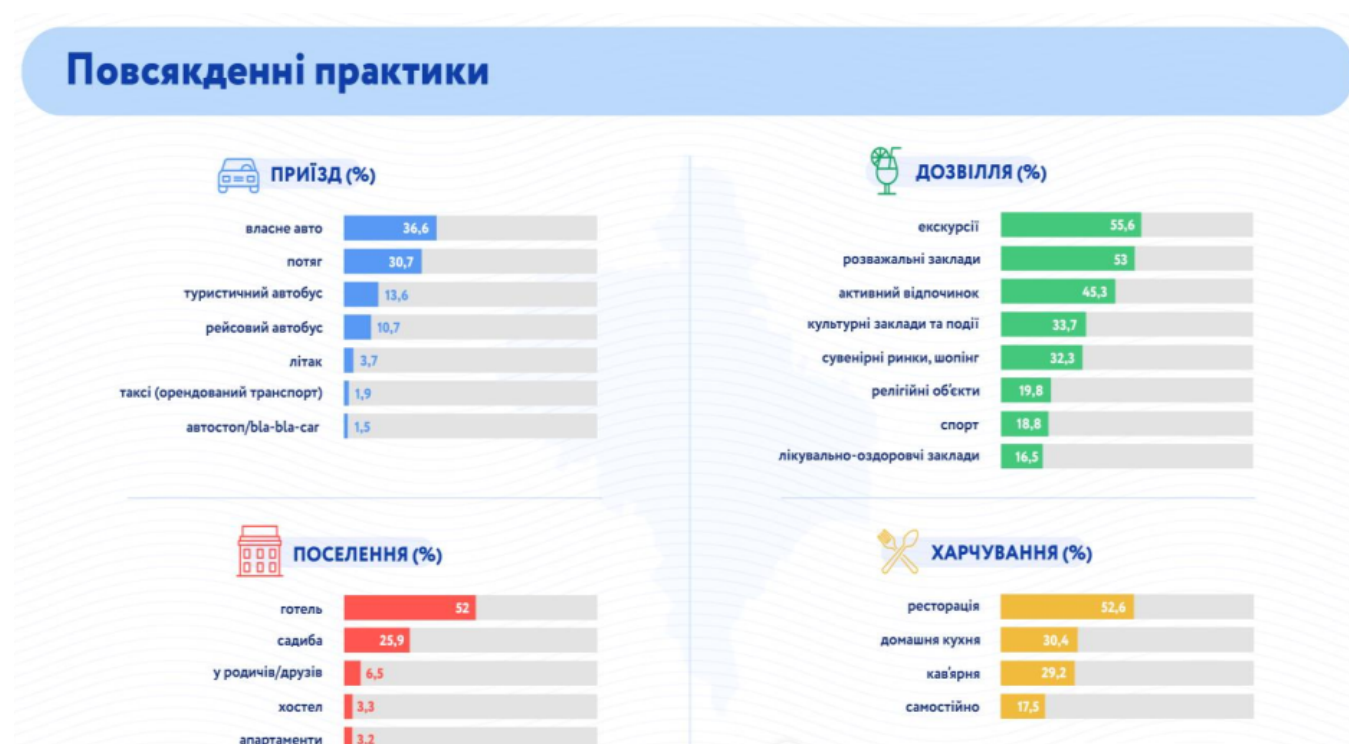 Повсякденні практики
ПРИЇЗД (%)
власне авто 36,6
потяг 30,7
туристичний автобус 13,6
рейсовий автобус 10,7
літак 3,7
таксі (орендований транспорт) 1,9
автостоп/bla-bla-car 1,5
ДОЗВІЛЛЯ (%)
екскурсії 55,6
розважальні заклади 53
активний відпочинок 45,3
культурні заклади та події 33,7
сувенірні ринки, шопінг 32,3
релігійні об'єкти 19,8
спорт 18,8
лікувально-оздоровчі заклади 16,5
ПОСЕЛЕННЯ (%)
готель 52
садиба 25,9
у родичів/друзів 6,5
хостел 3,3
апартаменти 3,2
ХАРЧУВАННЯ (%)
ресторація 52,6
домашня кухня 30,4
кав'ярня 29,2
самостійно 17,5